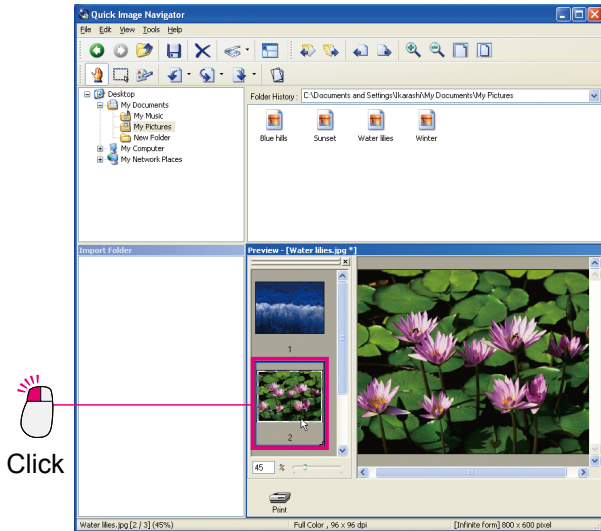 Quick Image Navigator
File Edit View Tools Help
Desktop
My Documents
My Music
My Pictures
New Folder
My Computer
My Network Places
Folder History : C:\Documents and Settings\Ikarashi\My Documents\My Pictures
Blue hills Sunset Water lilies Winter
Import Folder
Preview - [Water lilies.jpg *]
1
2
Click
45 %
Print
Water lilies.jpg [2 / 3] (45%) Full Color , 96 x 96 dpi [Infinite form] 800 x 600 pixel